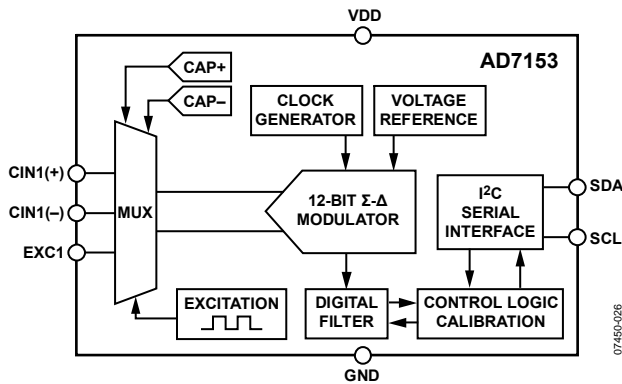 VDD
AD7153
CAP+
CAP–
CLOCK
GENERATOR
VOLTAGE
REFERENCE
CIN1(+)
CIN1(–)
EXC1
MUX
12-BIT Σ-Δ
MODULATOR
I²C
SERIAL
INTERFACE
SDA
SCL
EXCITATION
DIGITAL
FILTER
CONTROL LOGIC
CALIBRATION
GND
07450-026